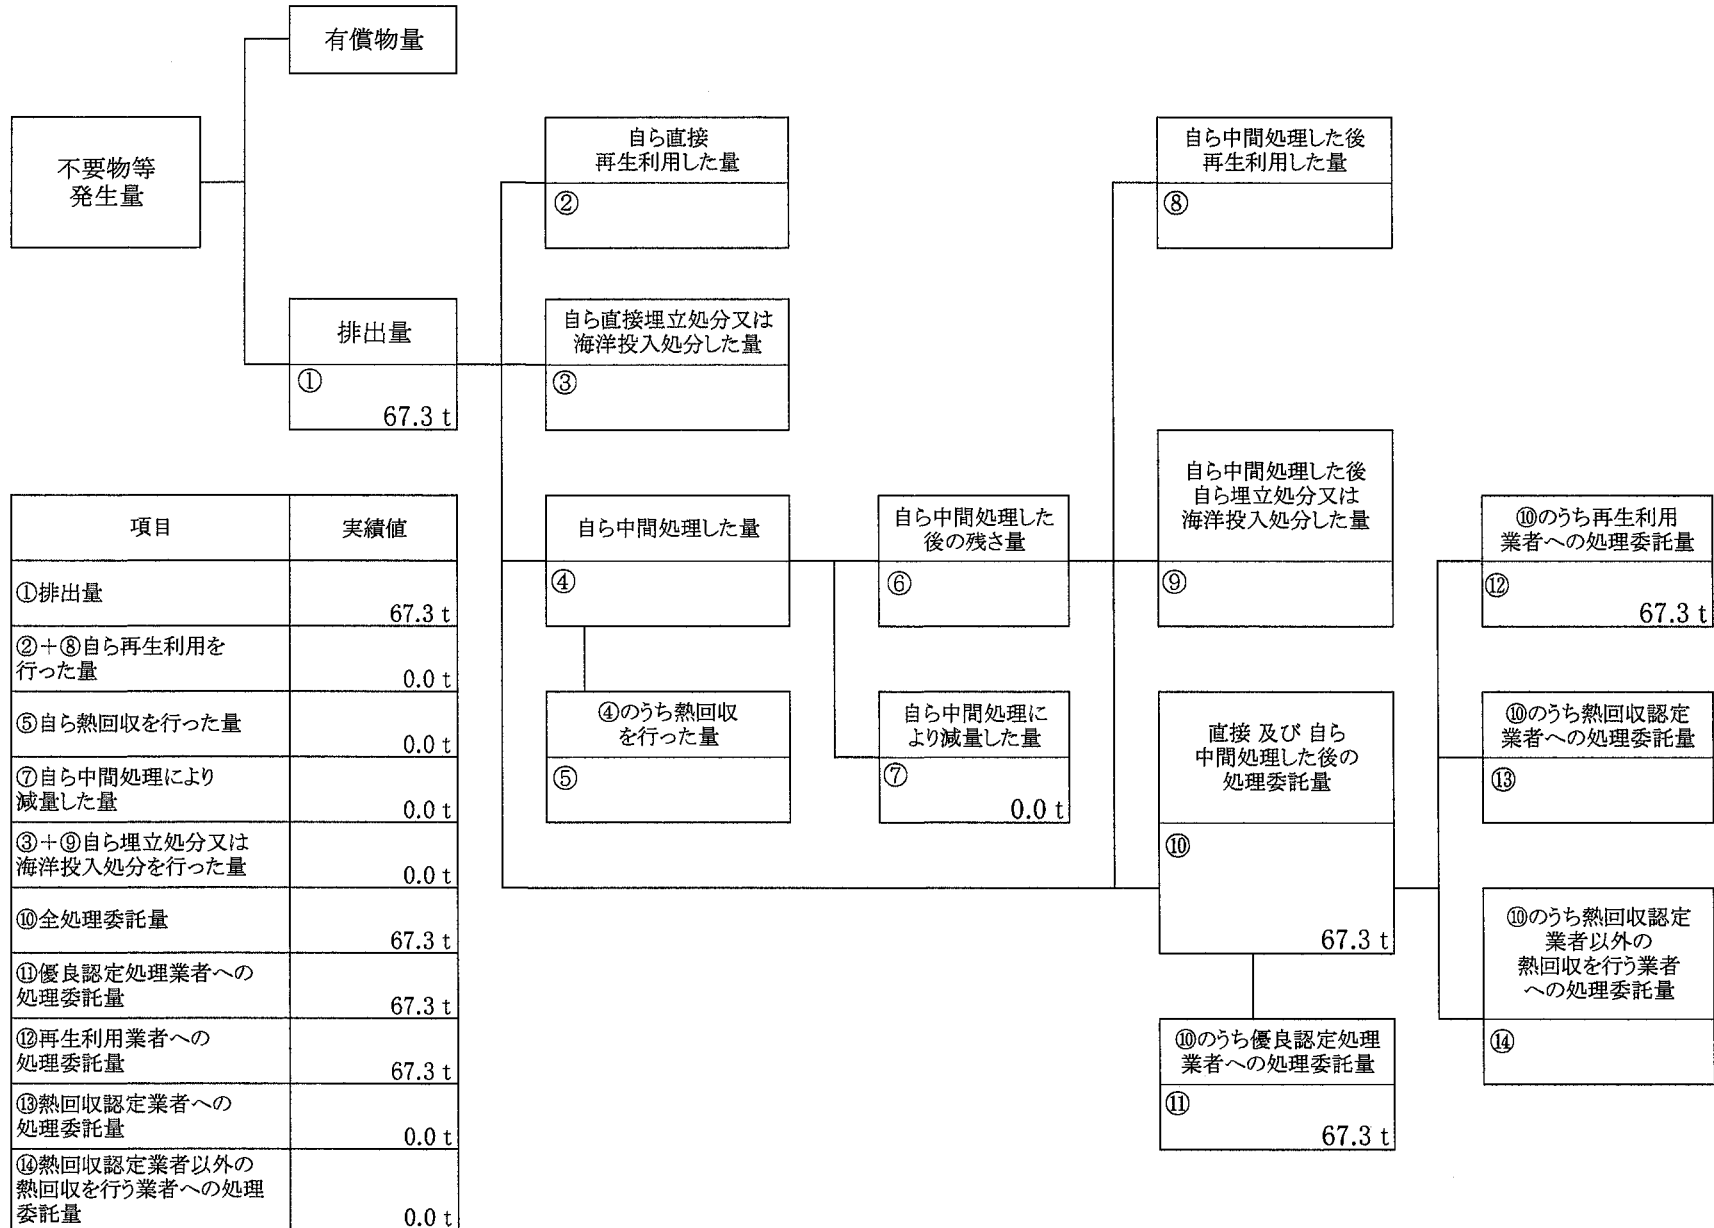 有償物量
不要物等
発生量
自ら直接
再生利用した量
②
自ら中間処理した後
再生利用した量
⑧
排出量
①
67.3 t
自ら直接埋立処分又は
海洋投入処分した量
③
自ら中間処理した量
④
自ら中間処理した
後の残さ量
⑥
自ら中間処理した後
自ら埋立処分又は
海洋投入処分した量
⑨
⑩のうち再生利用
業者への処理委託量
⑫
67.3 t
④のうち熱回収
を行った量
⑤
自ら中間処理に
より減量した量
⑦
0.0 t
直接 及び 自ら
中間処理した後の
処理委託量
⑩
67.3 t
⑩のうち熱回収認定
業者への処理委託量
⑬
⑩のうち熱回収認定
業者以外の
熱回収を行う業者
への処理委託量
⑭
⑩のうち優良認定処理
業者への処理委託量
⑪
67.3 t
項目 実績値
①排出量
67.3 t
②+⑧自ら再生利用を
行った量
0.0 t
⑤自ら熱回収を行った量
0.0 t
⑦自ら中間処理により
減量した量
0.0 t
③+⑨自ら埋立処分又は
海洋投入処分を行った量
0.0 t
⑩全処理委託量
67.3 t
⑪優良認定処理業者への
処理委託量
67.3 t
⑫再生利用業者への
処理委託量
67.3 t
⑬熱回収認定業者への
処理委託量
0.0 t
⑭熱回収認定業者以外の
熱回収を行う業者への処理
委託量
0.0 t